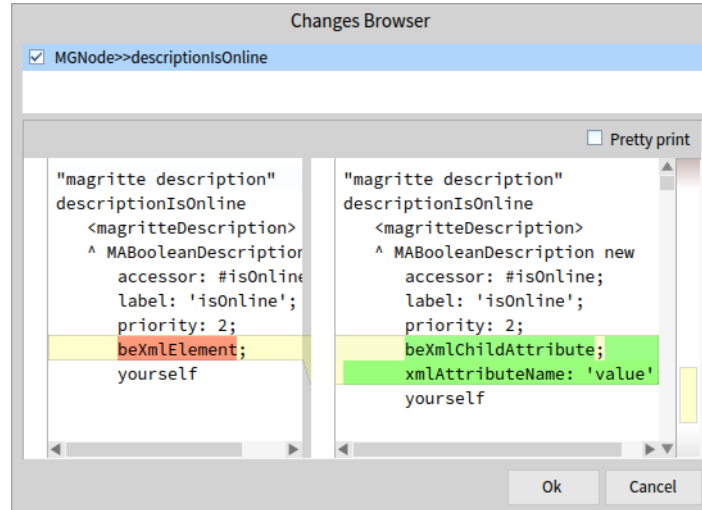 Changes Browser
MGNode>>descriptionIsOnline
Pretty print
"magritte description"
descriptionIsOnline
<magritteDescription>
^ MABooleanDescription
accessor: #isOnline
label: 'isOnline';
priority: 2;
beXmlElement;
yourself
"magritte description"
descriptionIsOnline
<magritteDescription>
^ MABooleanDescription new
accessor: #isOnline;
label: 'isOnline';
priority: 2;
beXmlChildAttribute;
xmlAttributeName: 'value'
yourself
Ok
Cancel